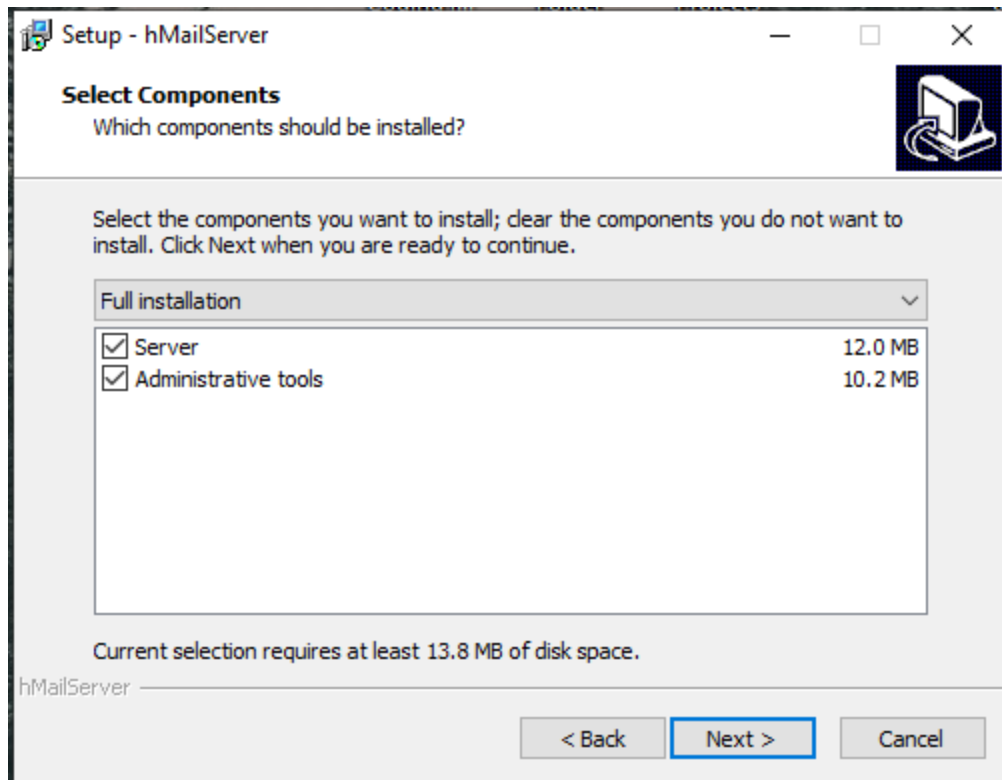 Setup - hMailServer
Select Components
Which components should be installed?
Select the components you want to install; clear the components you do not want to
install. Click Next when you are ready to continue.
Full installation
Server 12.0 MB
Administrative tools 10.2 MB
Current selection requires at least 13.8 MB of disk space.
hMailServer
< Back Next > Cancel